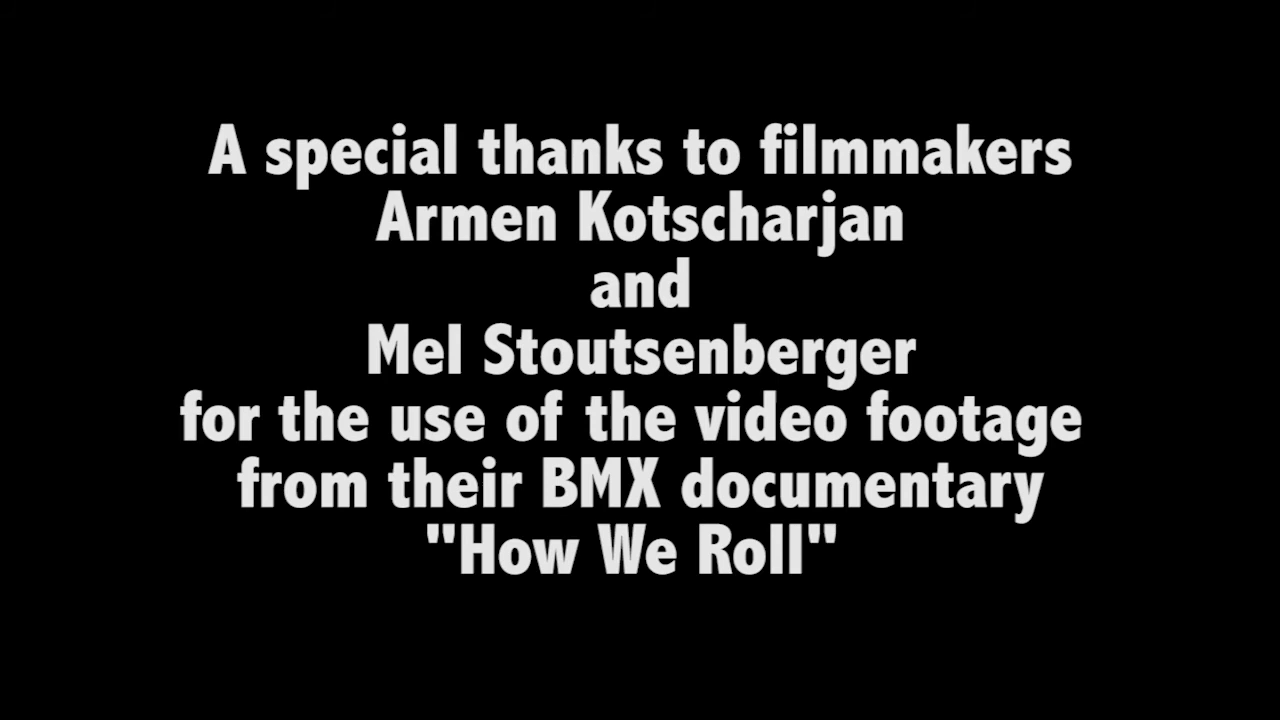 A special thanks to filmmakers
Armen Kotscharjan
and
Mel Stoutsenberger
for the use of the video footage
from their BMX documentary
"How We Roll"